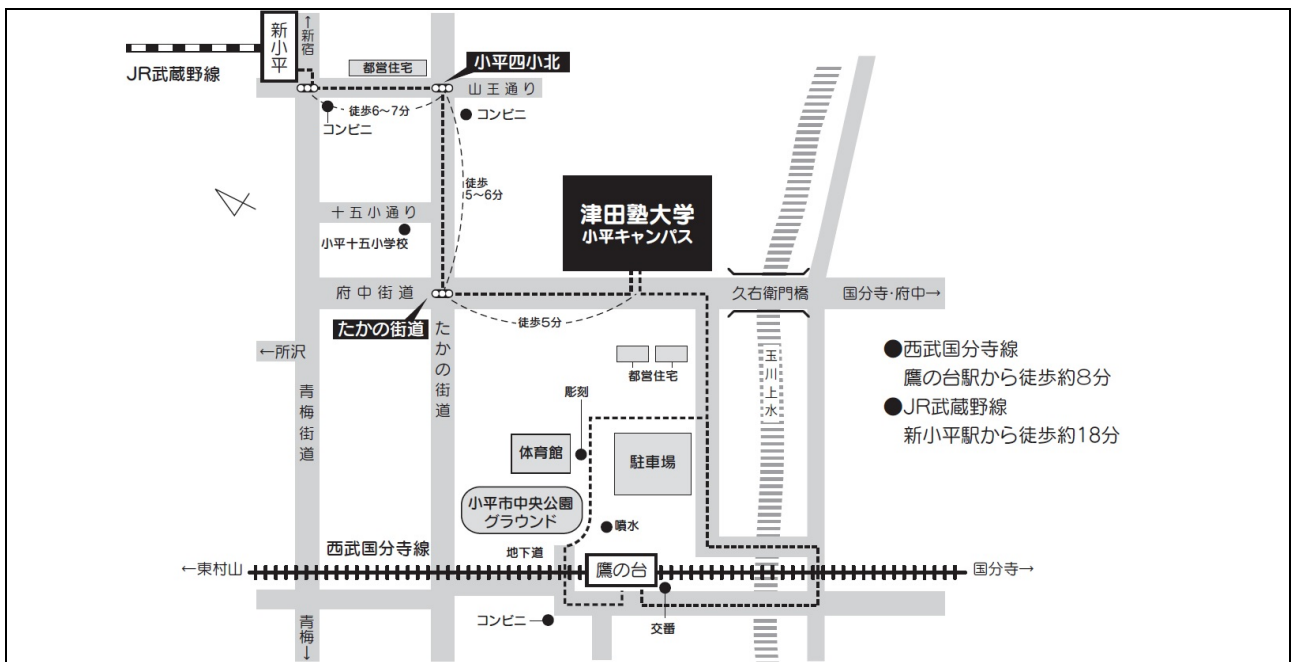 新小平
↑新宿
JR武蔵野線
都営住宅
小平四小北
山王通り
徒歩6〜7分
コンビニ
コンビニ
徒歩
5〜6分
十五小通り
小平十五小学校
津田塾大学
小平キャンパス
府中街道
久右衛門橋
国分寺・府中→
徒歩5分
たかの街道
たかの街道
←所沢
青梅街道
都営住宅
玉川上水
●西武国分寺線
鷹の台駅から徒歩約8分
●JR武蔵野線
新小平駅から徒歩約18分
彫刻
体育館
駐車場
小平市中央公園
グラウンド
噴水
西武国分寺線
地下道
←東村山
鷹の台
国分寺→
コンビニ
交番
青梅↓